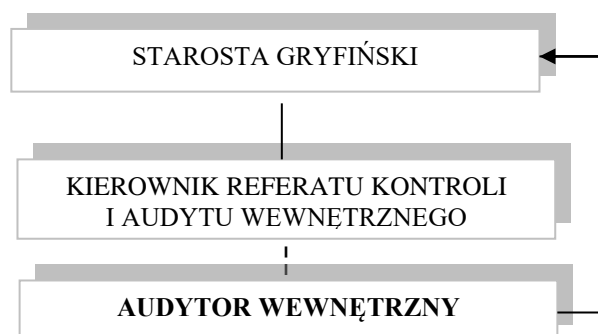 STAROSTA GRYFIŃSKI
KIEROWNIK REFERATU KONTROLI
I AUDYTU WEWNĘTRZNEGO
AUDYTOR WEWNĘTRZNY